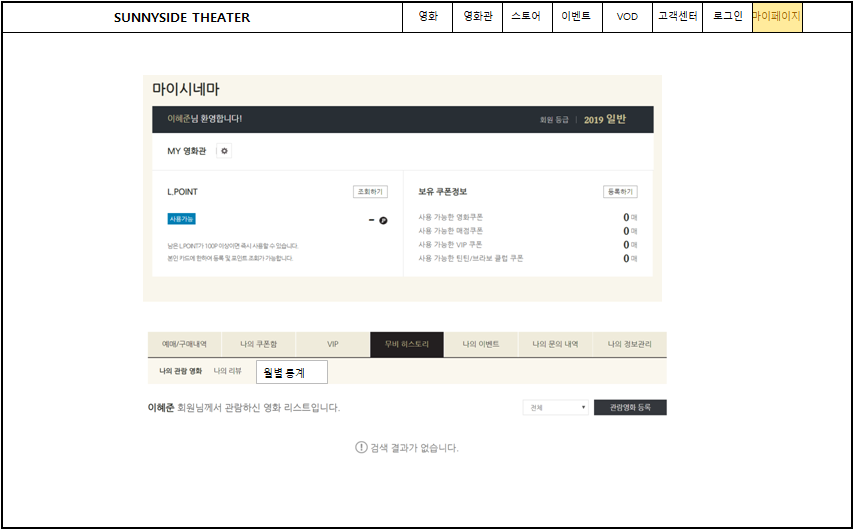 SUNNYSIDE THEATER 영화 영화관 스토어 이벤트 VOD 고객센터 로그인 마이페이지
마이시네마
이혜준님 환영합니다! 회원 등급 | 2019 일반
MY 영화관
L.POINT 조회하기
사용가능 - P
남은 L.POINT가 100P 이상이면 즉시 사용할 수 있습니다.
본인 카드에 한하여 등록 및 포인트 조회가 가능합니다.
보유 쿠폰정보 등록하기
사용 가능한 영화쿠폰 0 매
사용 가능한 매점쿠폰 0 매
사용 가능한 VIP 쿠폰 0 매
사용 가능한 틴틴/브라보 클럽 쿠폰 0 매
예매/구매내역 나의 쿠폰함 VIP 무비 히스토리 나의 이벤트 나의 문의 내역 나의 정보관리
나의 관람 영화 나의 리뷰 월별 통계
이혜준 회원님께서 관람하신 영화 리스트입니다. 전체 관람영화 등록
검색 결과가 없습니다.